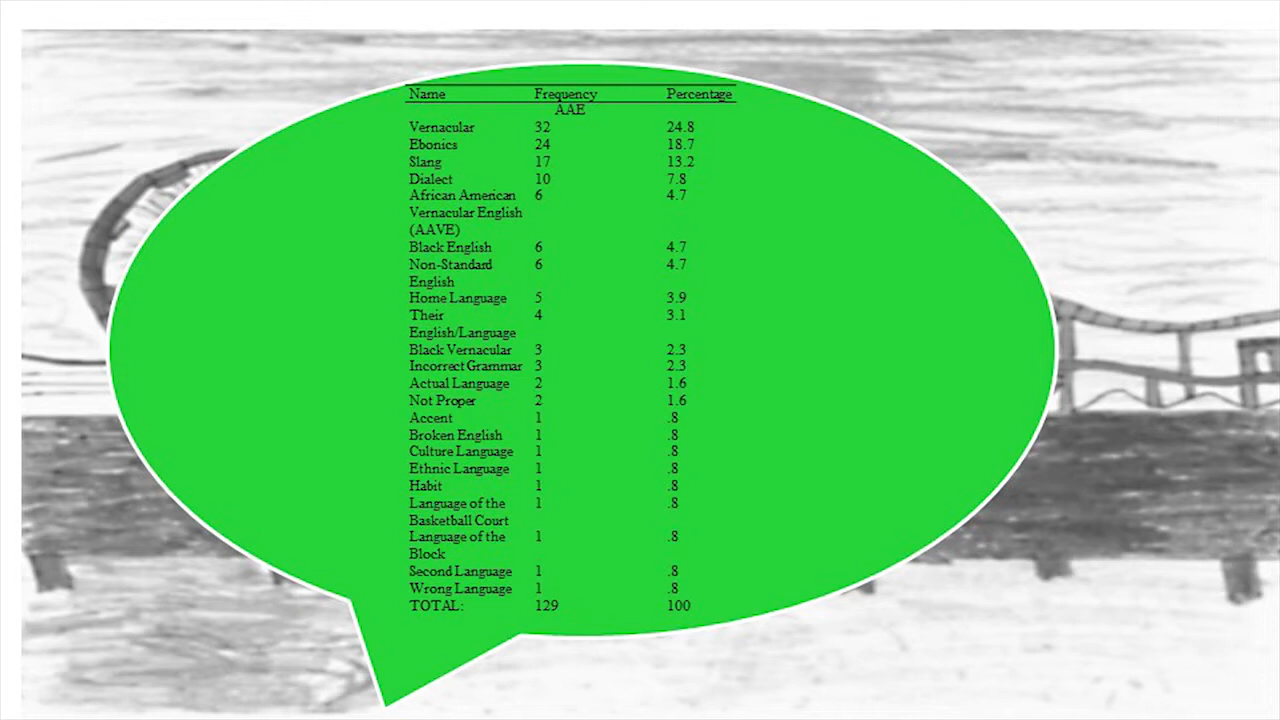 Name Frequency Percentage
AAE
Vernacular 32 24.8
Ebonics 24 18.7
Slang 17 13.2
Dialect 10 7.8
African American 6 4.7
Vernacular English
(AAVE)
Black English 6 4.7
Non-Standard 6 4.7
English
Home Language 5 3.9
Their 4 3.1
English/Language
Black Vernacular 3 2.3
Incorrect Grammar 3 2.3
Actual Language 2 1.6
Not Proper 2 1.6
Accent 1 .8
Broken English 1 .8
Culture Language 1 .8
Ethnic Language 1 .8
Habit 1 .8
Language of the 1 .8
Basketball Court
Language of the 1 .8
Block
Second Language 1 .8
Wrong Language 1 .8
TOTAL: 129 100